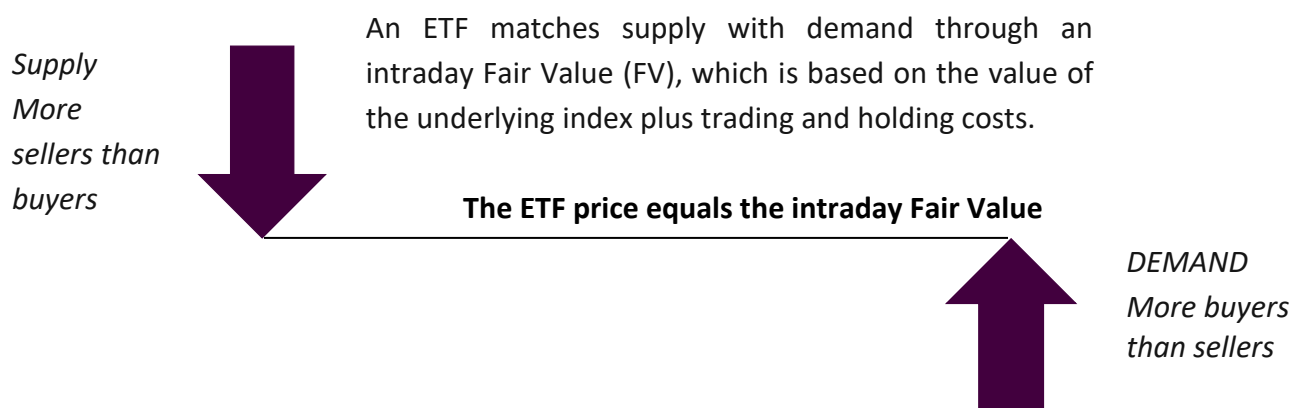 An ETF matches supply with demand through an
intraday Fair Value (FV), which is based on the value of
the underlying index plus trading and holding costs.
Supply
More
sellers than
buyers
The ETF price equals the intraday Fair Value
DEMAND
More buyers
than sellers